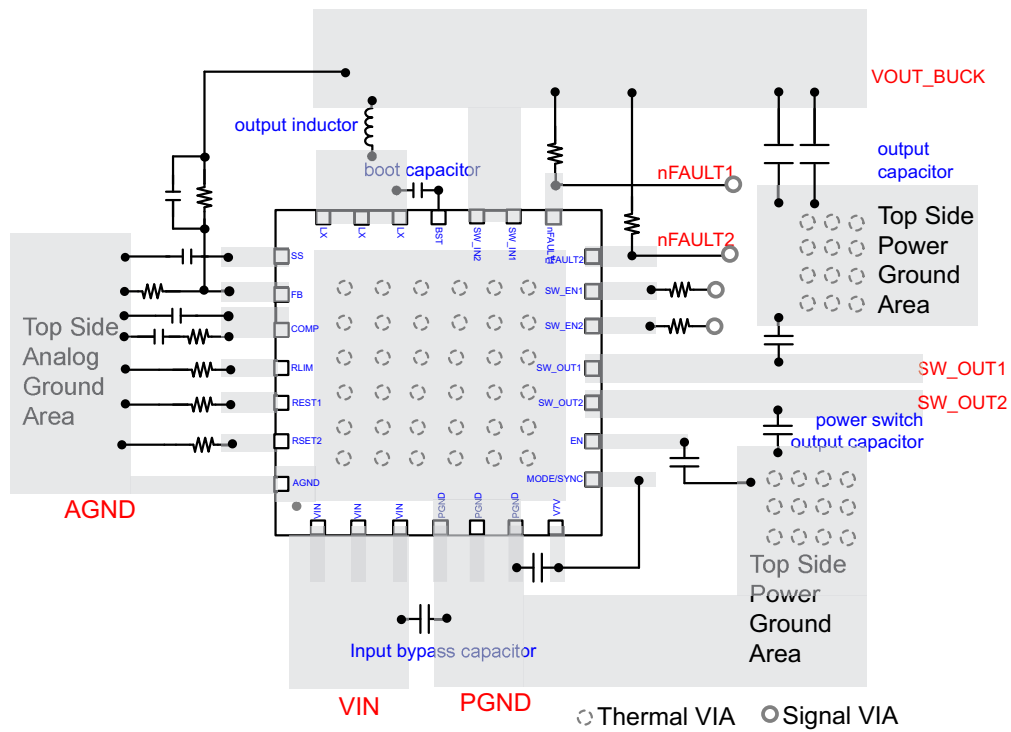 VOUT_BUCK
output inductor
boot capacitor
nFAULT1
output
capacitor
nFAULT2
Top Side
Power
Ground
Area
LX
LX
LX
BST
SW_IN2
SW_IN1
nFAULT1
SS
FB
COMP
RLIM
REST1
RSET2
AGND
nFAULT2
SW_EN1
SW_EN2
SW_OUT1
SW_OUT2
EN
MODE/SYNC
VIN
VIN
VIN
PGND
PGND
PGND
V7V
Top Side
Analog
Ground
Area
AGND
SW_OUT1
SW_OUT2
power switch
output capacitor
Top Side
Power
Ground
Area
Input bypass capacitor
VIN
PGND
Thermal VIA
Signal VIA